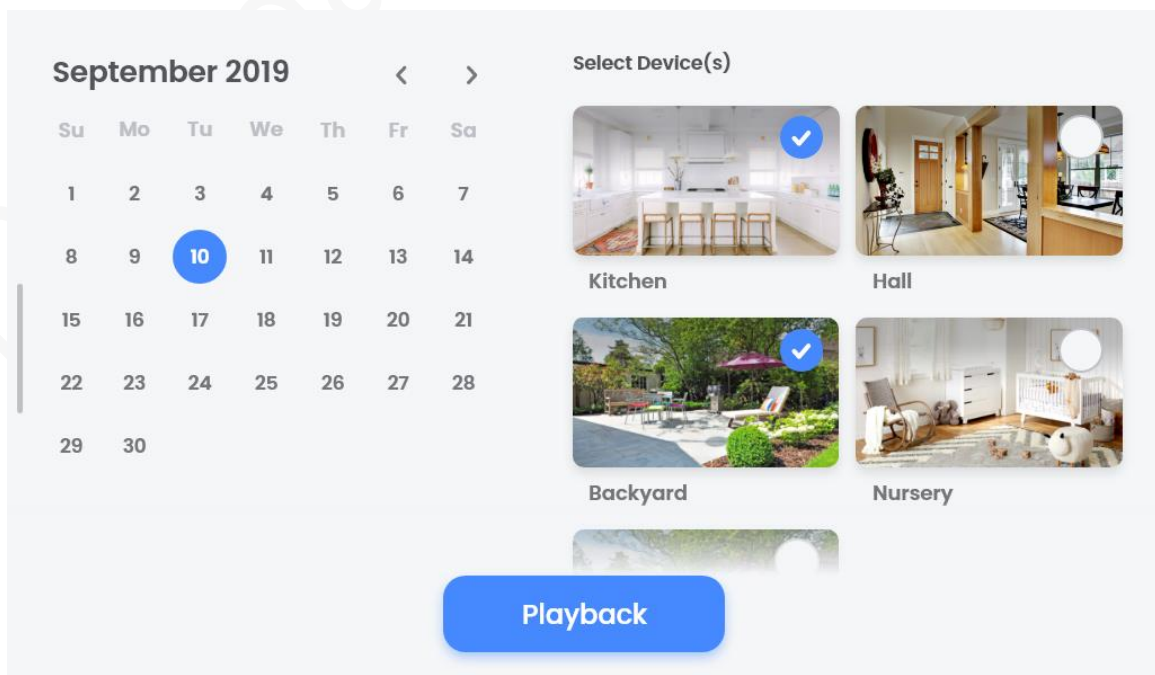 September 2019
Su Mo Tu We Th Fr Sa
1 2 3 4 5 6 7
8 9 10 11 12 13 14
15 16 17 18 19 20 21
22 23 24 25 26 27 28
29 30
Select Device(s)
Kitchen
Hall
Backyard
Nursery
Playback